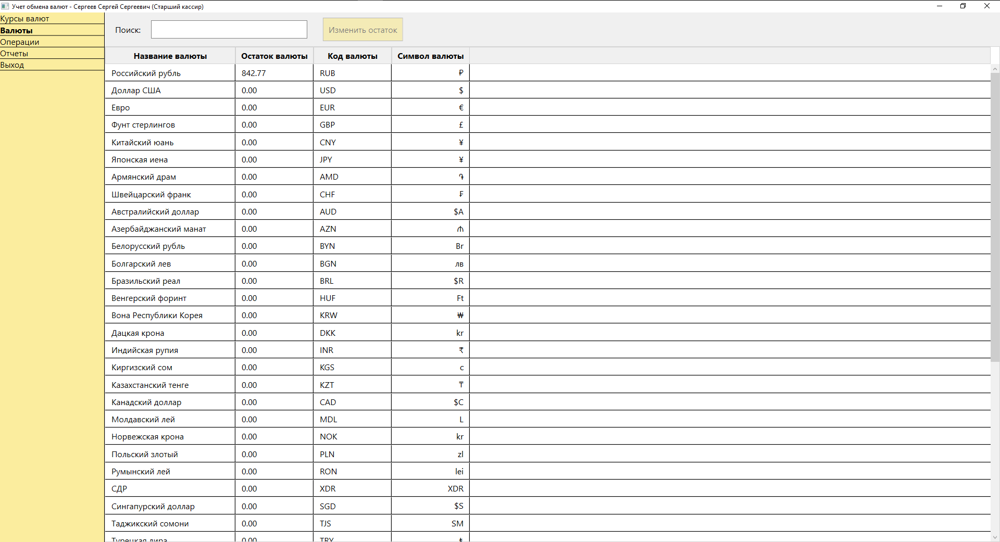 Учет обмена валют - Сергеев Сергей Сергеевич (Старший кассир)
Курсы валют
Валюты
Операции
Отчеты
Выход
Поиск: Изменить остаток
Название валюты Остаток валюты Код валюты Символ валюты
Российский рубль 842.77 RUB ₽
Доллар США 0.00 USD $
Евро 0.00 EUR €
Фунт стерлингов 0.00 GBP £
Китайский юань 0.00 CNY ¥
Японская иена 0.00 JPY ¥
Армянский драм 0.00 AMD ֏
Швейцарский франк 0.00 CHF ₣
Австралийский доллар 0.00 AUD $A
Азербайджанский манат 0.00 AZN ₼
Белорусский рубль 0.00 BYN Br
Болгарский лев 0.00 BGN лв
Бразильский реал 0.00 BRL $R
Венгерский форинт 0.00 HUF Ft
Вона Республики Корея 0.00 KRW ₩
Дацкая крона 0.00 DKK kr
Индийская рупия 0.00 INR ₹
Киргизский сом 0.00 KGS с
Казахстанский тенге 0.00 KZT ₸
Канадский доллар 0.00 CAD $C
Молдавский лей 0.00 MDL L
Норвежская крона 0.00 NOK kr
Польский злотый 0.00 PLN zl
Румынский лей 0.00 RON lei
СДР 0.00 XDR XDR
Сингапурский доллар 0.00 SGD $S
Таджикский сомони 0.00 TJS SM
Турецкая лира 0.00 TRY ₺